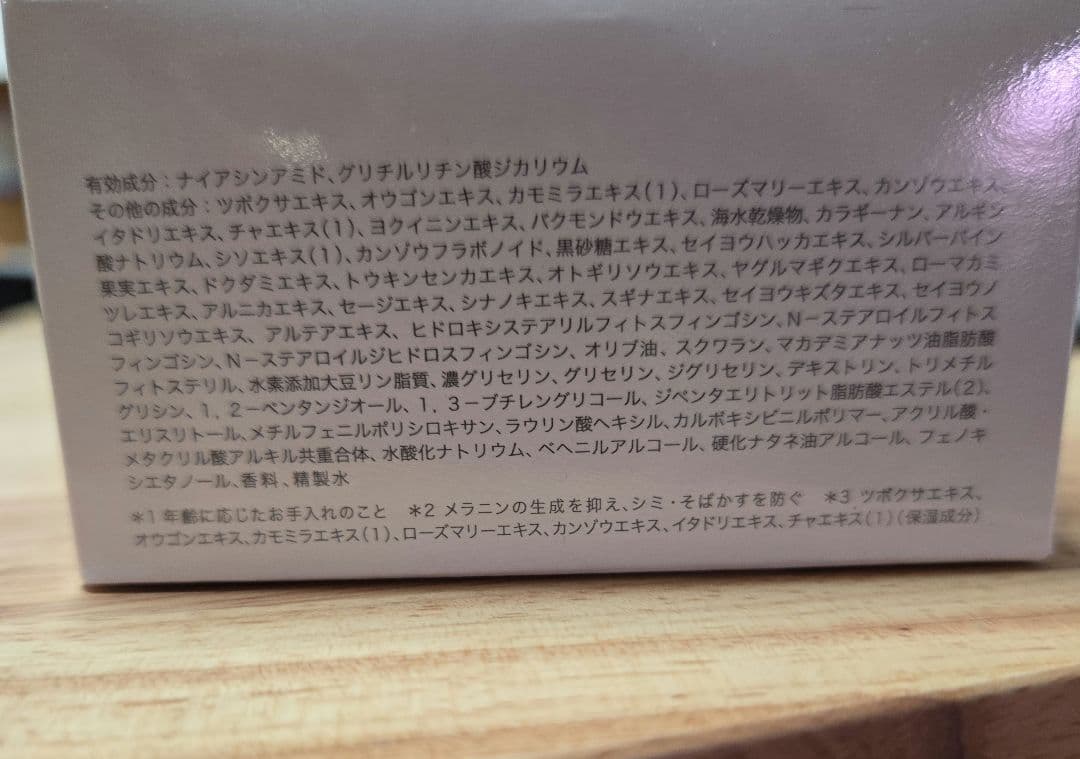 有効成分：ナイアシンアミド、グリチルリチン酸ジカリウム
その他の成分：ツボクサエキス、オウゴンエキス、カモミラエキス(1)、ローズマリーエキス、カンゾウエキス、
イタドリエキス、チャエキス(1)、ヨクイニンエキス、バクモンドウエキス、海水乾燥物、カラギーナン、アルギン
酸ナトリウム、シソエキス(1)、カンゾウフラボノイド、黒砂糖エキス、セイヨウハッカエキス、シルバーバイン
果実エキス、ドクダミエキス、トウキンセンカエキス、オトギリソウエキス、ヤグルマギクエキス、ローマカミ
ツレエキス、アルニカエキス、セージエキス、シナノキエキス、スギナエキス、セイヨウキズタエキス、セイヨウノ
コギリソウエキス、アルテアエキス、ヒドロキシステアリルフィトスフィンゴシン、N－ステアロイルフィトス
フィンゴシン、N－ステアロイルジヒドロスフィンゴシン、オリブ油、スクワラン、マカデミアナッツ油脂肪酸
フィトステリル、水素添加大豆リン脂質、濃グリセリン、グリセリン、ジグリセリン、デキストリン、トリメチル
グリシン、1，2－ペンタンジオール、1，3－ブチレングリコール、ジペンタエリトリット脂肪酸エステル(2)、
エリスリトール、メチルフェニルポリシロキサン、ラウリン酸ヘキシル、カルボキシビニルポリマー、アクリル酸・
メタクリル酸アルキル共重合体、水酸化ナトリウム、ベヘニルアルコール、硬化ナタネ油アルコール、フェノキ
シエタノール、香料、精製水
＊1 年齢に応じたお手入れのこと　＊2 メラニンの生成を抑え、シミ・そばかすを防ぐ　＊3 ツボクサエキス、
オウゴンエキス、カモミラエキス(1)、ローズマリーエキス、カンゾウエキス、イタドリエキス、チャエキス(1)（保湿成分）